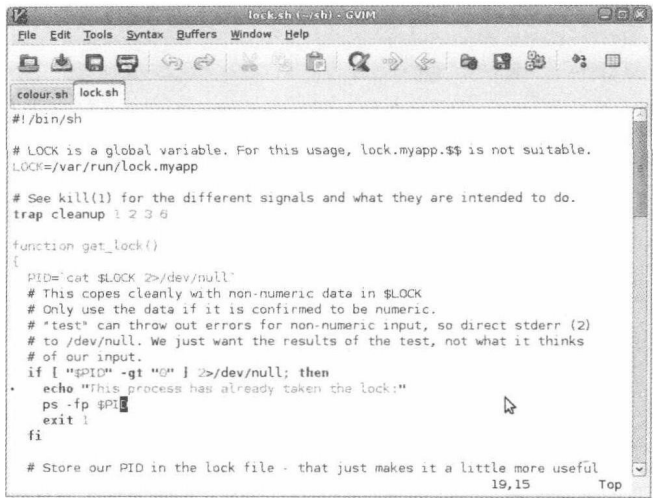 lock.sh (~/sh) - GVIM
File Edit Tools Syntax Buffers Window Help
colour.sh lock.sh
#!/bin/sh
# LOCK is a global variable. For this usage, lock.myapp.$$ is not suitable.
LOCK=/var/run/lock.myapp
# See kill(1) for the different signals and what they are intended to do.
trap cleanup 1 2 3 6
function get_lock()
{
PID=`cat $LOCK 2>/dev/null`
# This copes cleanly with non-numeric data in $LOCK
# Only use the data if it is confirmed to be numeric.
# "test" can throw out errors for non-numeric input, so direct stderr (2)
# to /dev/null. We just want the results of the test, not what it thinks
# of our input.
if [ "$PID" -gt "0" ] 2>/dev/null; then
echo "This process has already taken the lock:"
ps -fp $PID
exit 1
fi
# Store our PID in the lock file - that just makes it a little more useful
19,15 Top